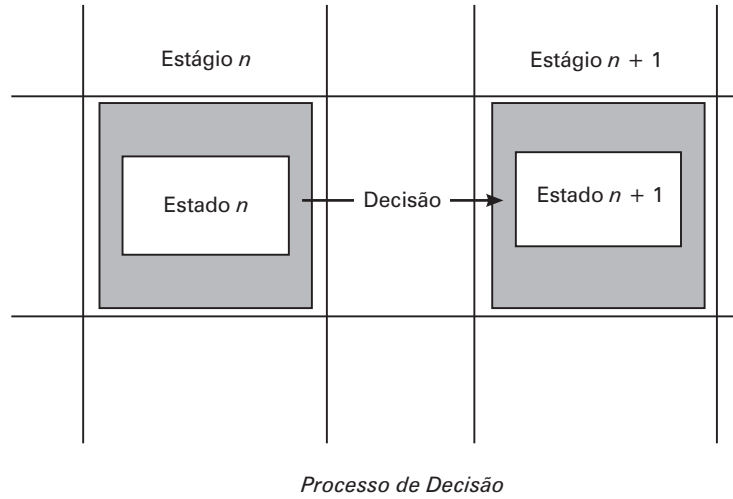 Estágio n
Estágio n + 1
Estado n
Decisão
Estado n + 1
Processo de Decisão